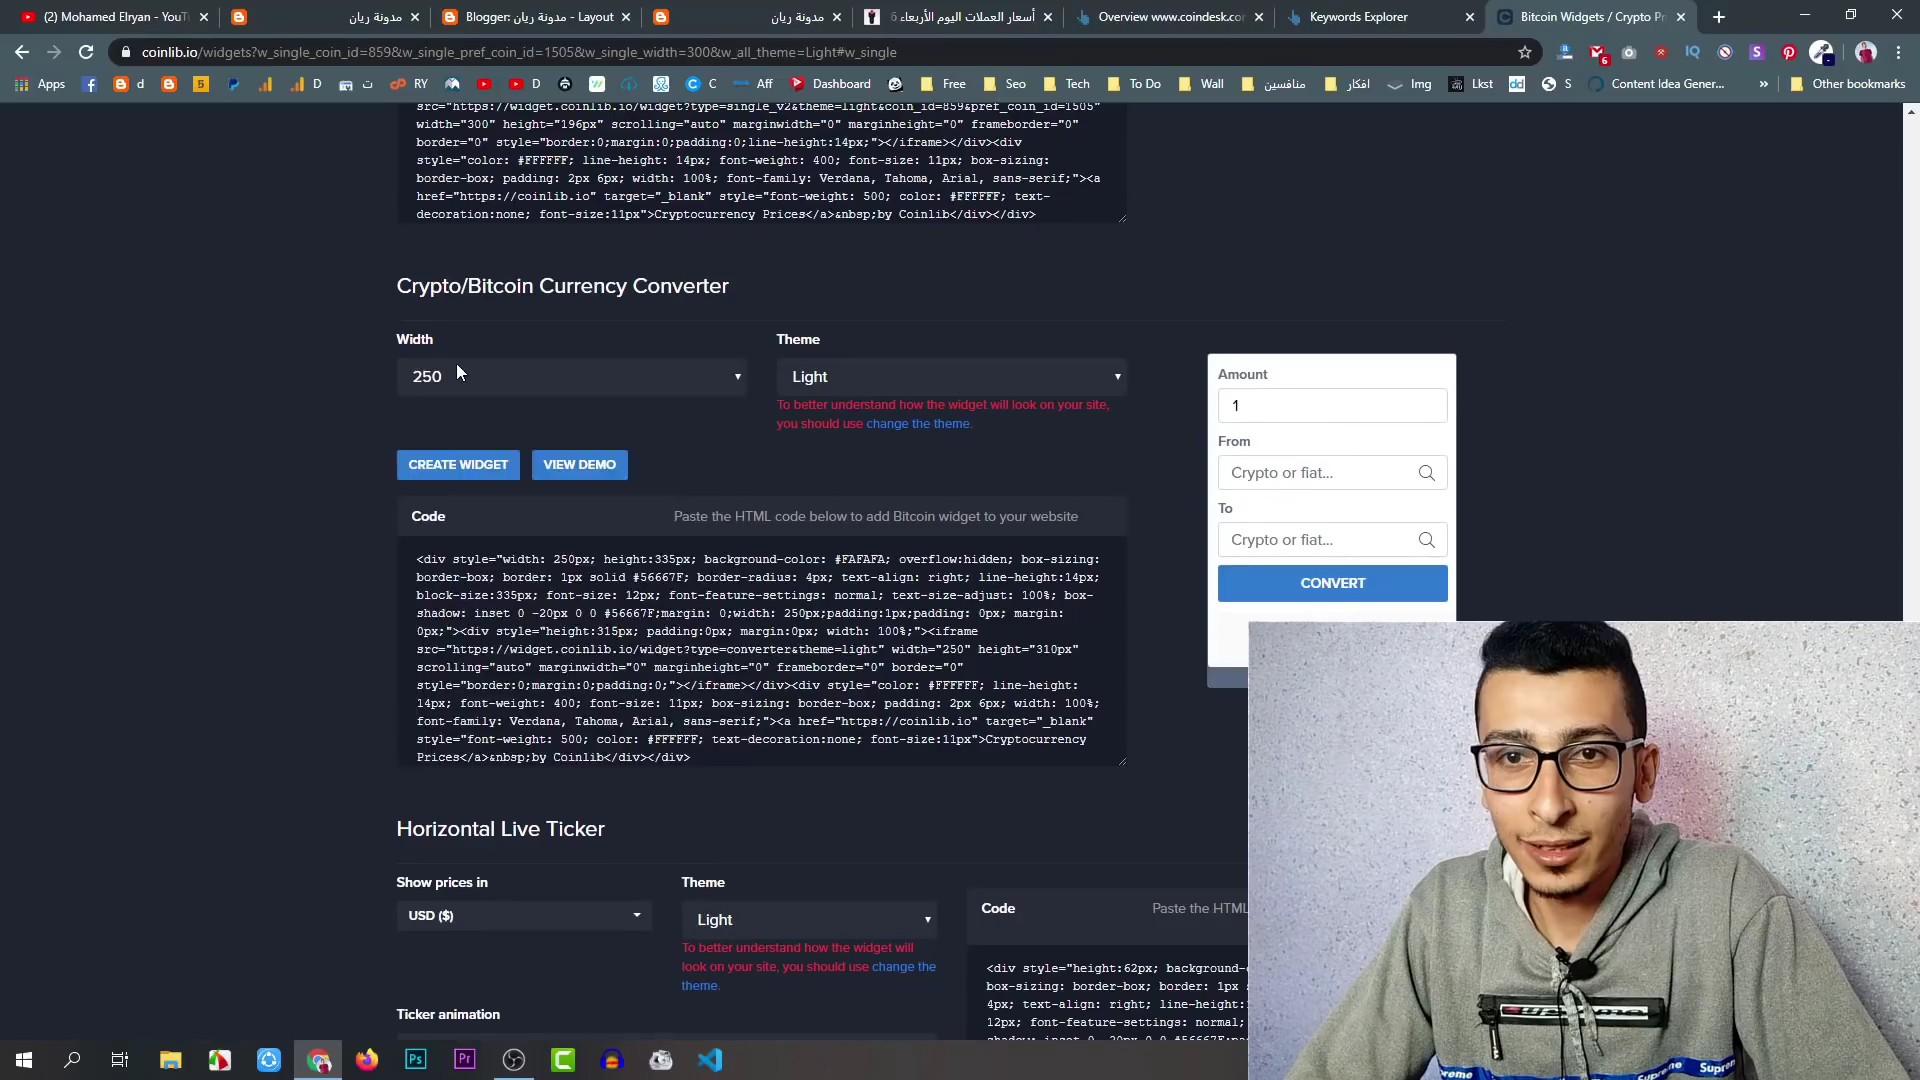 (2) Mohamed Elryan - YouT
مدونة ريان
Blogger: مدونة ريان - Layout
مدونة ريان
أسعار العملات اليوم الأربعاء 6
Overview www.coindesk.co
Keywords Explorer
Bitcoin Widgets / Crypto Pr
coinlib.io/widgets?w_single_coin_id=859&w_single_pref_coin_id=1505&w_single_width=300&w_all_theme=Light#w_single
6
Apps
d
5
D
ت
RY
D
C
Aff
Dashboard
Free
Seo
Tech
To Do
Wall
منافسين
افكار
Img
Lkst
dd
S
Content Idea Gener...
»
Other bookmarks
src="https://widget.coinlib.io/widget?type=single_v2&theme=light&coin_id=859&pref_coin_id=1505"
width="300" height="196px" scrolling="auto" marginwidth="0" marginheight="0" frameborder="0"
border="0" style="border:0;margin:0;padding:0;line-height:14px;"></iframe></div><div
style="color: #FFFFFF; line-height: 14px; font-weight: 400; font-size: 11px; box-sizing:
border-box; padding: 2px 6px; width: 100%; font-family: Verdana, Tahoma, Arial, sans-serif;"><a
href="https://coinlib.io" target="_blank" style="font-weight: 500; color: #FFFFFF; text-
decoration:none; font-size:11px">Cryptocurrency Prices</a>&nbsp;by Coinlib</div></div>
Crypto/Bitcoin Currency Converter
Width
Theme
250
Light
To better understand how the widget will look on your site,
you should use change the theme.
CREATE WIDGET
VIEW DEMO
Code
Paste the HTML code below to add Bitcoin widget to your website
<div style="width: 250px; height:335px; background-color: #FAFAFA; overflow:hidden; box-sizing:
border-box; border: 1px solid #56667F; border-radius: 4px; text-align: right; line-height:14px;
block-size:335px; font-size: 12px; font-feature-settings: normal; text-size-adjust: 100%; box-
shadow: inset 0 -20px 0 0 #56667F;margin: 0;width: 250px;padding:1px;padding: 0px; margin:
0px;"><div style="height:315px; padding:0px; margin:0px; width: 100%;"><iframe
src="https://widget.coinlib.io/widget?type=converter&theme=light" width="250" height="310px"
scrolling="auto" marginwidth="0" marginheight="0" frameborder="0" border="0"
style="border:0;margin:0;padding:0;"></iframe></div><div style="color: #FFFFFF; line-height:
14px; font-weight: 400; font-size: 11px; box-sizing: border-box; padding: 2px 6px; width: 100%;
font-family: Verdana, Tahoma, Arial, sans-serif;"><a href="https://coinlib.io" target="_blank"
style="font-weight: 500; color: #FFFFFF; text-decoration:none; font-size:11px">Cryptocurrency
Prices</a>&nbsp;by Coinlib</div></div>
Amount
1
From
Crypto or fiat...
To
Crypto or fiat...
CONVERT
Horizontal Live Ticker
Show prices in
USD ($)
Theme
Light
To better understand how the widget will
look on your site, you should use change the
theme.
Code
Paste the HTML
<div style="height:62px; background-
box-sizing: border-box; border: 1px s
4px; text-align: right; line-height:
12px; font-feature-settings: normal;
shadow: inset 0 -20px 0 0
Ticker animation
Supreme
Supreme
Ps
Pr